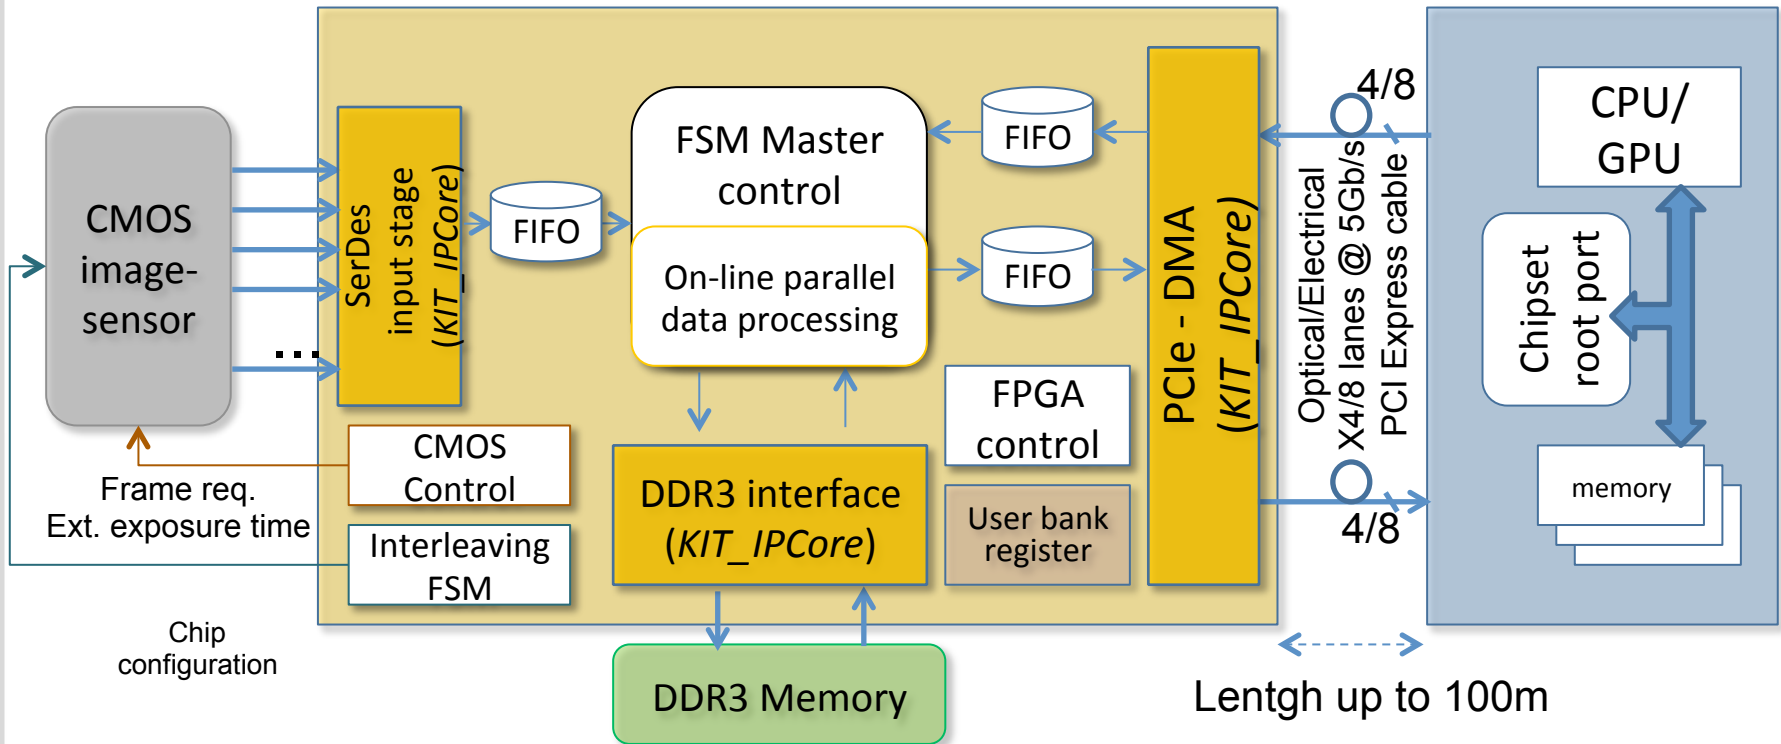 CMOS
image-
sensor
...
SerDes
input stage
(KIT_IPCore)
FIFO
FSM Master
control
On-line parallel
data processing
FIFO
FIFO
PCIe - DMA
(KIT_IPCore)
4/8
Optical/Electrical
X4/8 lanes @ 5Gb/s
PCI Express cable
4/8
CPU/
GPU
Chipset
root port
memory
CMOS
Control
Interleaving
FSM
DDR3 interface
(KIT_IPCore)
FPGA
control
User bank
register
Frame req.
Ext. exposure time
Chip
configuration
DDR3 Memory
Lentgh up to 100m